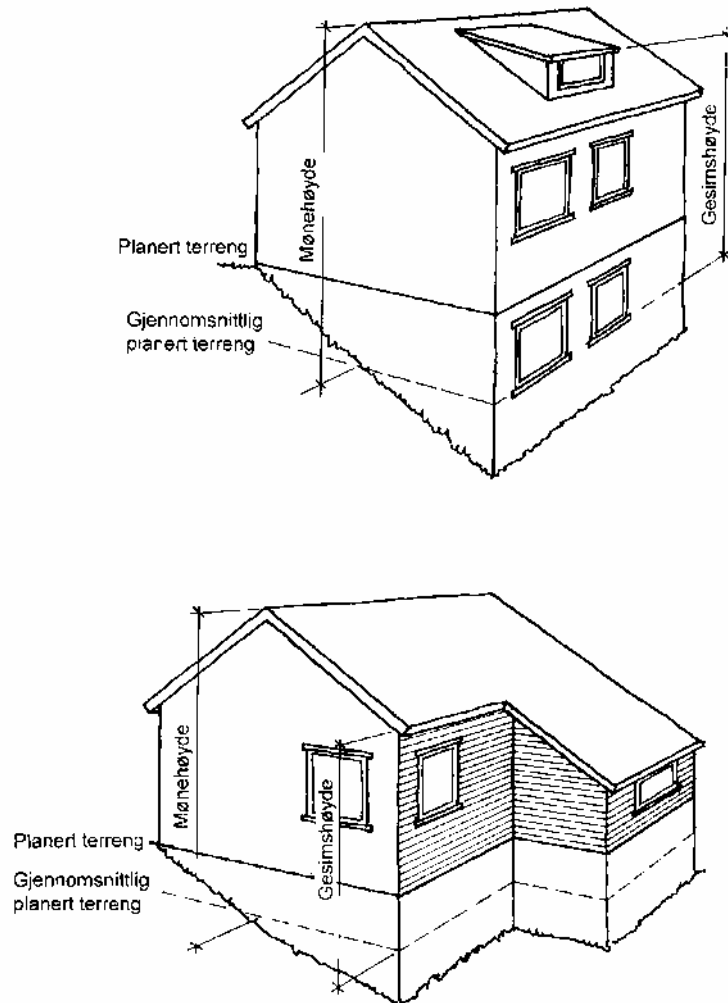 Mønehøyde
Gesimshøyde
Planert terreng
Gjennomsnittlig
planert terreng
Mønehøyde
Gesimshøyde
Planert terreng
Gjennomsnittlig
planert terreng